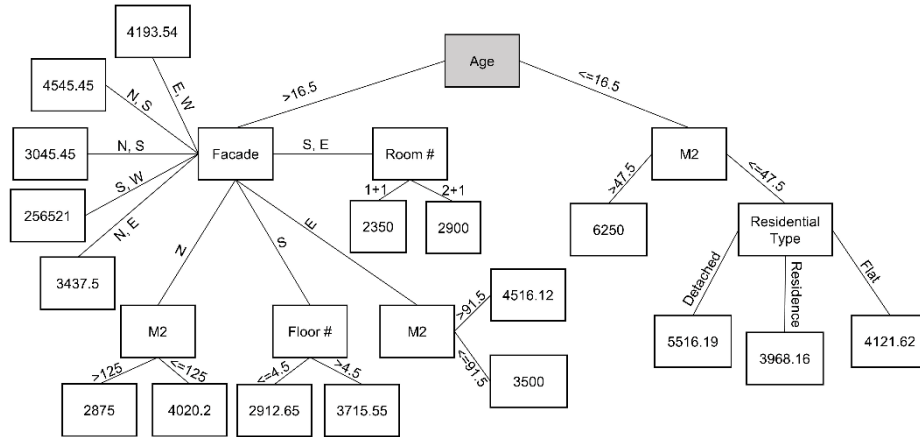 4193.54
Age
4545.45
E, W
>16.5
<=16.5
N, S
3045.45
N, S
Facade
S, E
Room #
M2
S, W
1+1
2+1
>47.5
<=47.5
256521
N, E
2350
2900
6250
Residential
Type
3437.5
N
S
E
Detached
Residence
Flat
4516.12
>91.5
M2
Floor #
M2
5516.19
3968.16
4121.62
<=91.5
>125
<=125
<=4.5
>4.5
3500
2875
4020.2
2912.65
3715.55